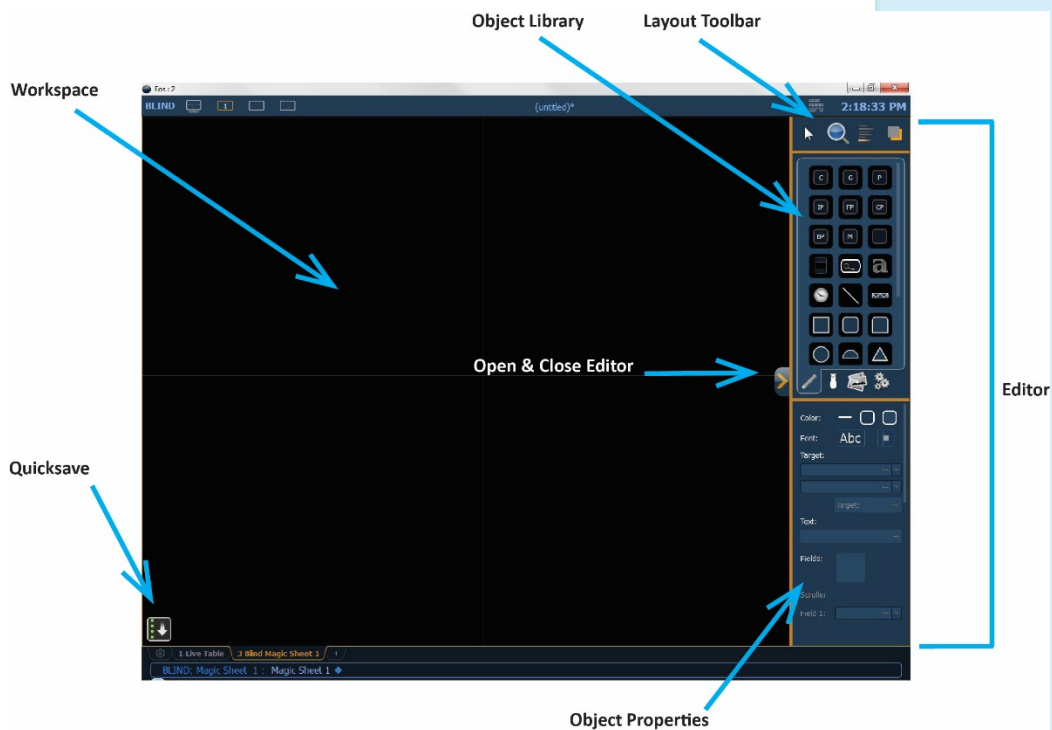 Object Library
Layout Toolbar
Workspace
BLIND
1
(untitled)*
2:18:33 PM
C G P
IP FP CP
BP M
a
Open & Close Editor
Editor
Color:
Font: Abc
Target:
Target:
Text:
Quicksave
Fields:
Scroller
Field 1:
1 Live Table
3 Blind Magic Sheet 1
+
BLIND: Magic Sheet 1 : Magic Sheet 1
Object Properties